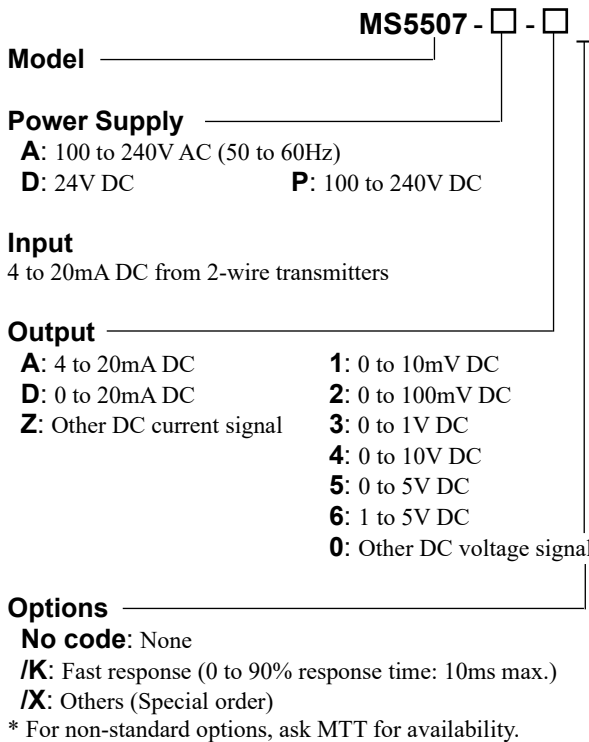 MS5507 - □ - □
Model
Power Supply
A: 100 to 240V AC (50 to 60Hz)
D: 24V DC P: 100 to 240V DC
Input
4 to 20mA DC from 2-wire transmitters
Output
A: 4 to 20mA DC 1: 0 to 10mV DC
D: 0 to 20mA DC 2: 0 to 100mV DC
Z: Other DC current signal 3: 0 to 1V DC
4: 0 to 10V DC
5: 0 to 5V DC
6: 1 to 5V DC
0: Other DC voltage signal
Options
No code: None
/K: Fast response (0 to 90% response time: 10ms max.)
/X: Others (Special order)
* For non-standard options, ask MTT for availability.